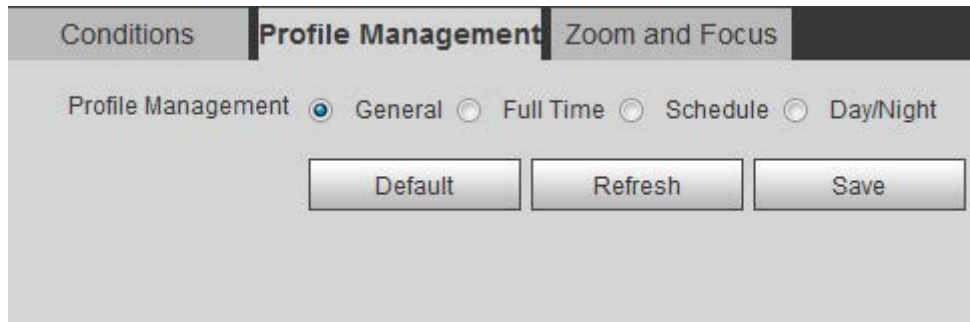 Conditions Profile Management Zoom and Focus
Profile Management General Full Time Schedule Day/Night
Default Refresh Save